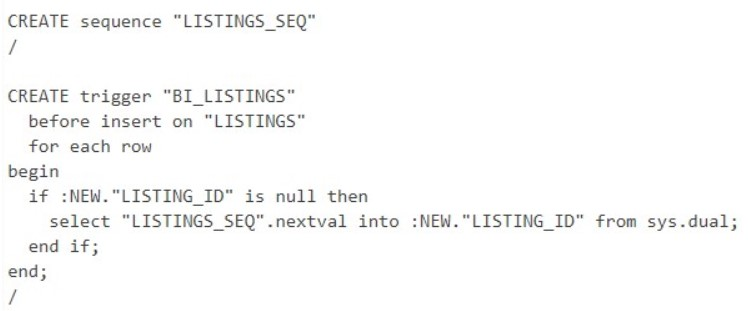 CREATE sequence "LISTINGS_SEQ"
/
CREATE trigger "BI_LISTINGS"
before insert on "LISTINGS"
for each row
begin
if :NEW."LISTING_ID" is null then
select "LISTINGS_SEQ".nextval into :NEW."LISTING_ID" from sys.dual;
end if;
end;
/